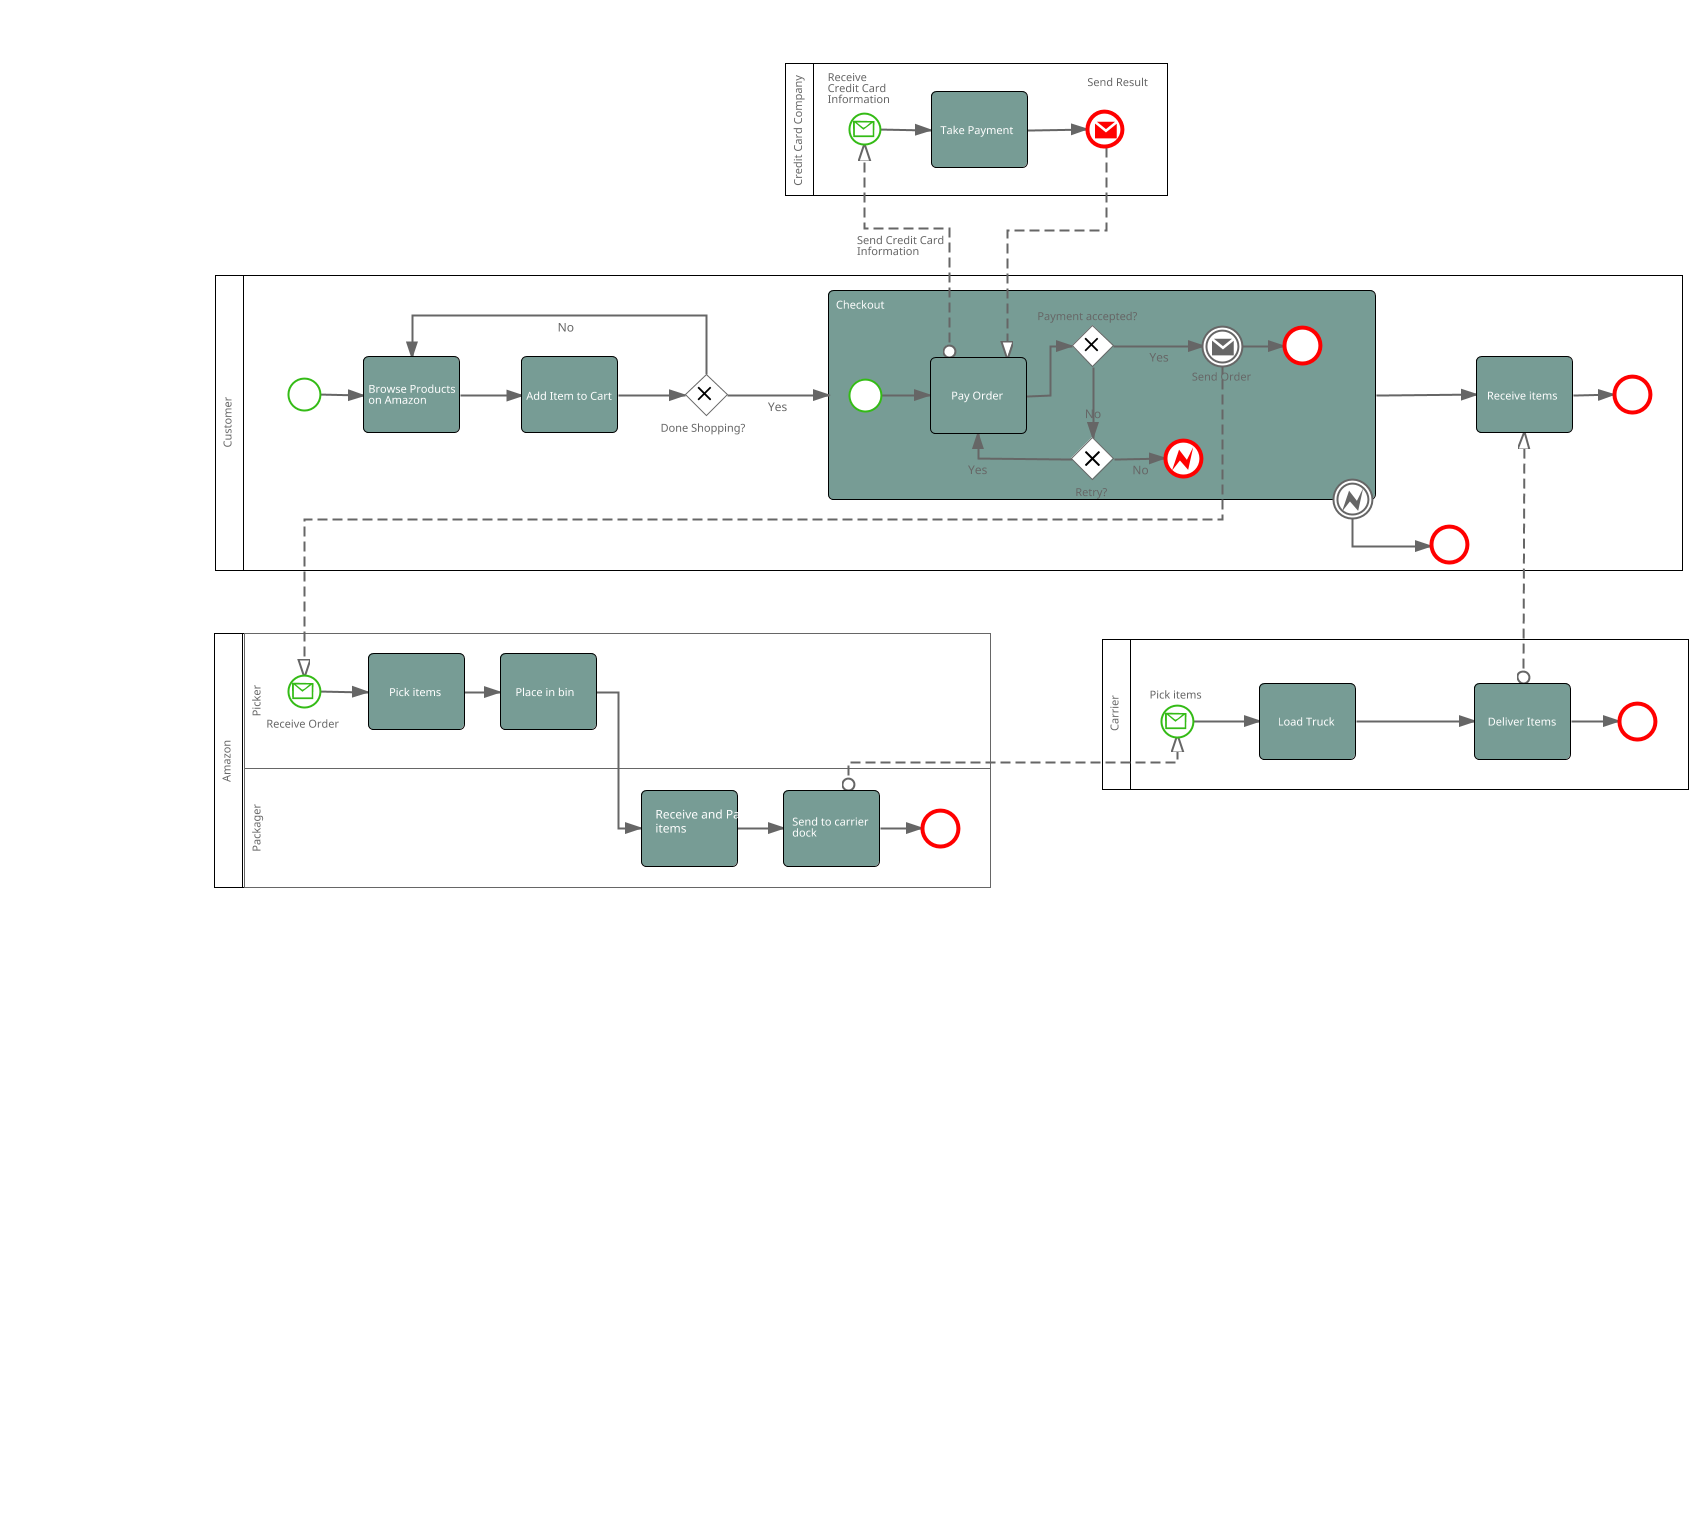 Credit Card Company
Receive
Credit Card
Information
Take Payment
Send Result
Send Credit Card
Information
Customer
No
Browse Products
on Amazon
Add Item to Cart
Done Shopping?
Yes
Checkout
Pay Order
Payment accepted?
Yes
Send Order
No
Yes
Retry?
No
Receive items
Amazon
Picker
Receive Order
Pick items
Place in bin
Packager
Receive and Pa
items
Send to carrier
dock
Carrier
Pick items
Load Truck
Deliver Items